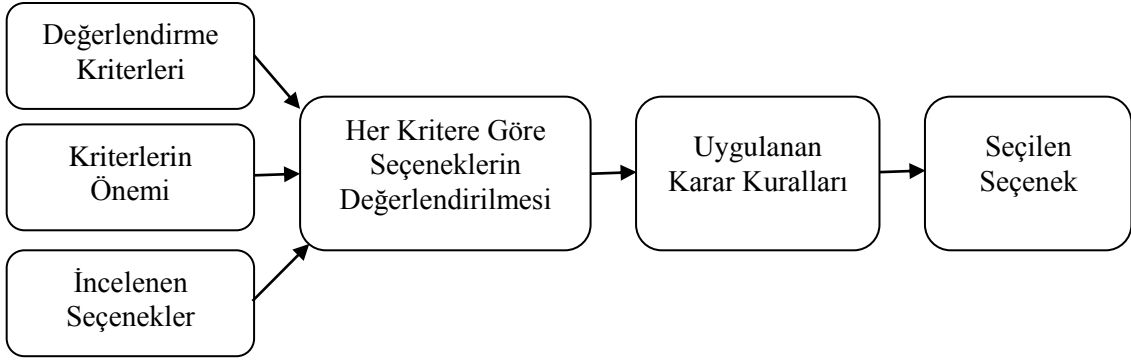 Değerlendirme
Kriterleri
Kriterlerin
Önemi
İncelenen
Seçenekler
Her Kritere Göre
Seçeneklerin
Değerlendirilmesi
Uygulanan
Karar Kuralları
Seçilen
Seçenek